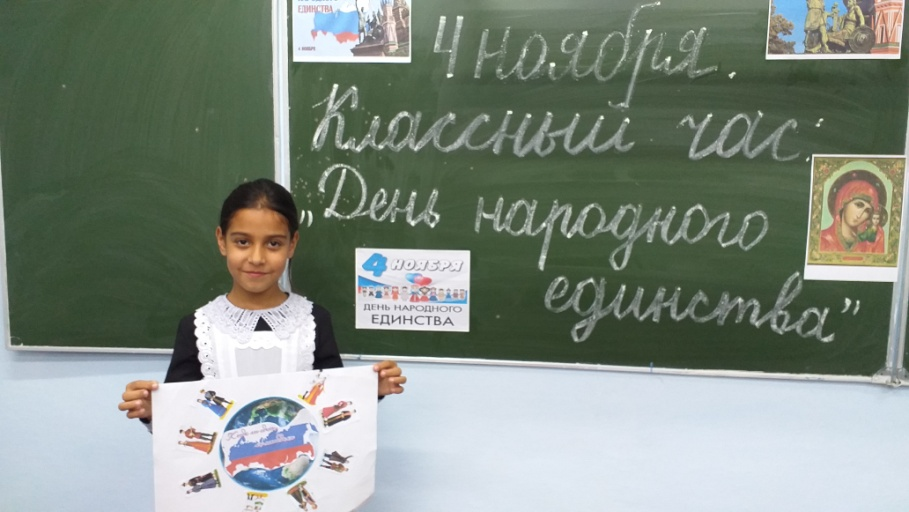 ЕДИНСТВА
4 ноября.
Классный час:
„День народного
единства”
4 НОЯБРЯ
ДЕНЬ НАРОДНОГО
ЕДИНСТВА